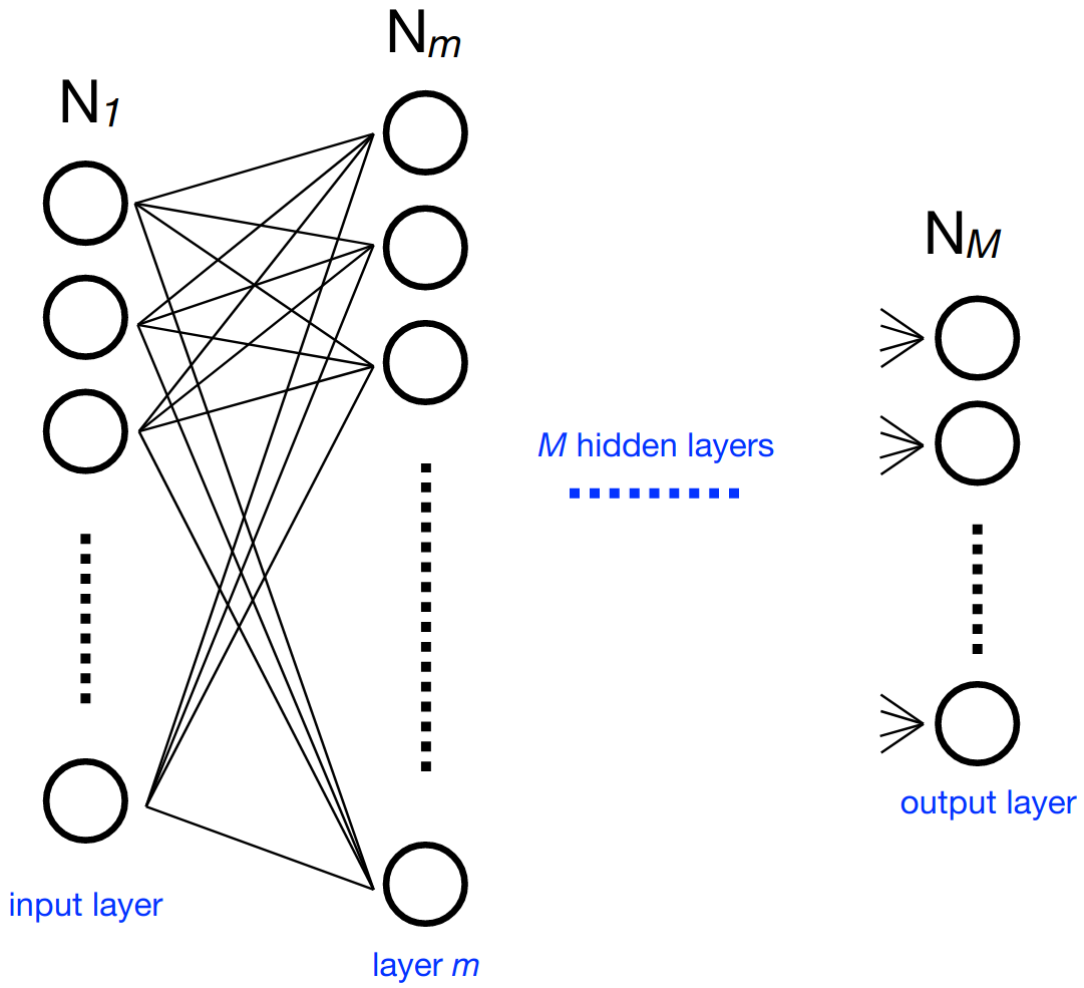 N1
Nm
NM
M hidden layers
output layer
input layer
layer m